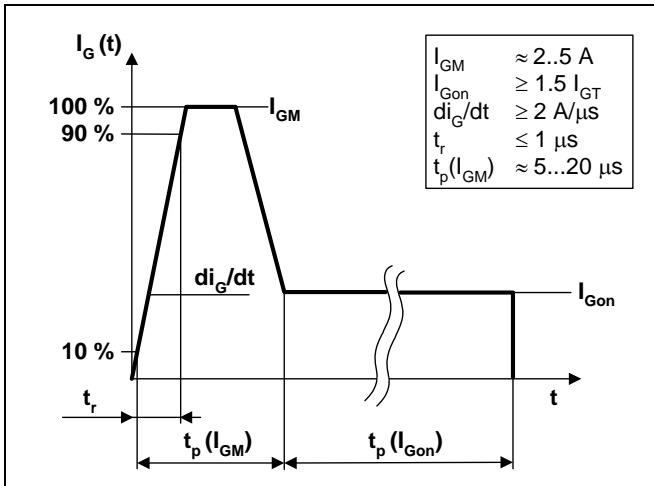 I_G (t)
100 %
90 %
10 %
I_GM
di_G/dt
I_Gon
t
t_r
t_p (I_GM)
t_p (I_Gon)
I_GM ≈ 2..5 A
I_Gon ≥ 1.5 I_GT
di_G/dt ≥ 2 A/μs
t_r ≤ 1 μs
t_p(I_GM) ≈ 5...20 μs